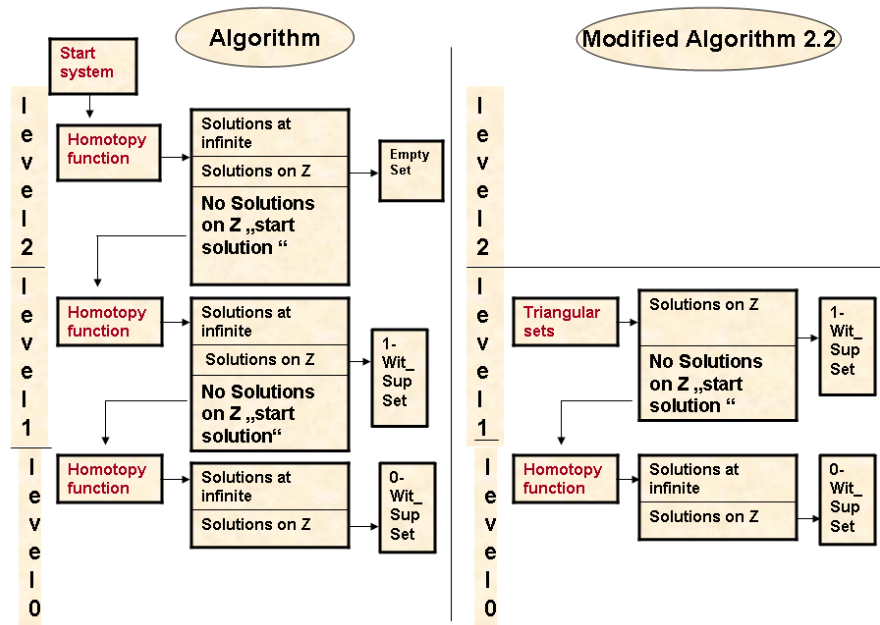 Algorithm
Start
system
l
e
v
e
l
2
Homotopy
function
Solutions at
infinite
Solutions on Z
No Solutions
on Z „start
solution “
Empty
Set
l
e
v
e
l
1
Homotopy
function
Solutions at
infinite
Solutions on Z
No Solutions
on Z „start
solution“
1-
Wit_
Sup
Set
l
e
v
e
l
0
Homotopy
function
Solutions at
infinite
Solutions on Z
0-
Wit_
Sup
Set
Modified Algorithm 2.2
l
e
v
e
l
2
l
e
v
e
l
1
Triangular
sets
Solutions on Z
No Solutions
on Z „start
solution “
1-
Wit_
Sup
Set
l
e
v
e
l
0
Homotopy
function
Solutions at
infinite
Solutions on Z
0-
Wit_
Sup
Set